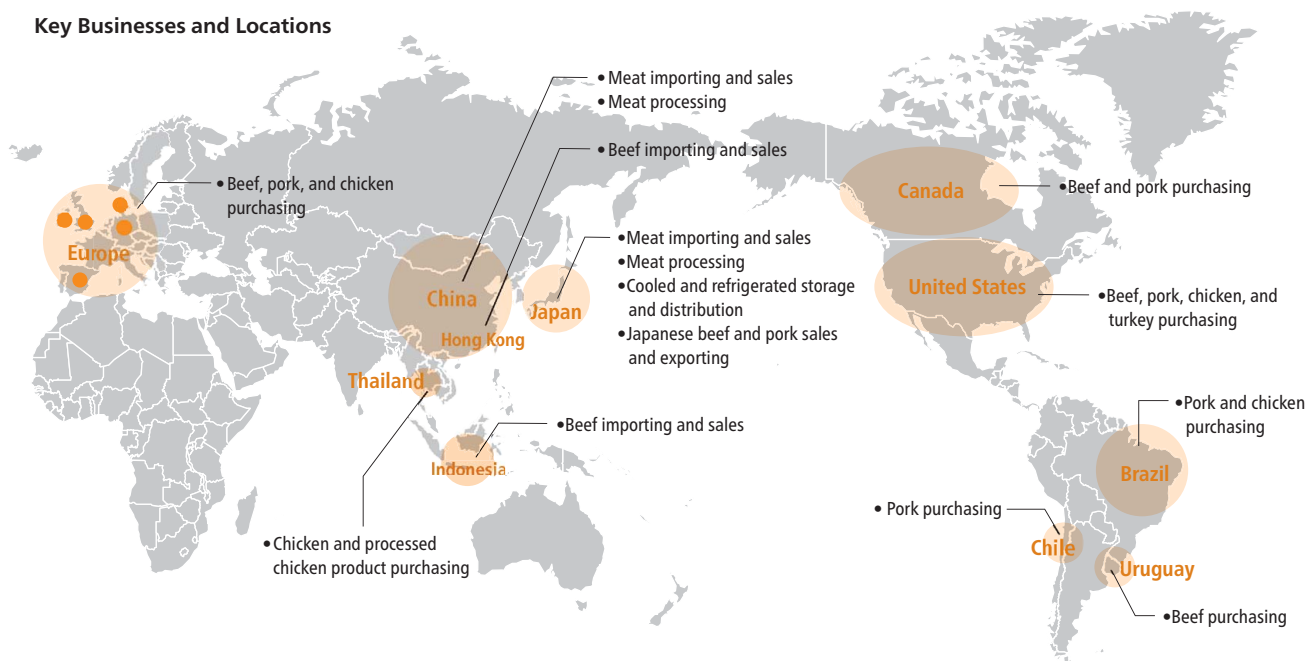 Key Businesses and Locations
• Meat importing and sales
• Meat processing
• Beef importing and sales
• Beef, pork, and chicken
purchasing
Europe
China
Hong Kong
Japan
• Meat importing and sales
• Meat processing
• Cooled and refrigerated storage
and distribution
• Japanese beef and pork sales
and exporting
Thailand
• Beef importing and sales
Indonesia
• Chicken and processed
chicken product purchasing
Canada
• Beef and pork purchasing
United States
• Beef, pork, chicken, and
turkey purchasing
• Pork and chicken
purchasing
Brazil
• Pork purchasing
Chile
Uruguay
• Beef purchasing